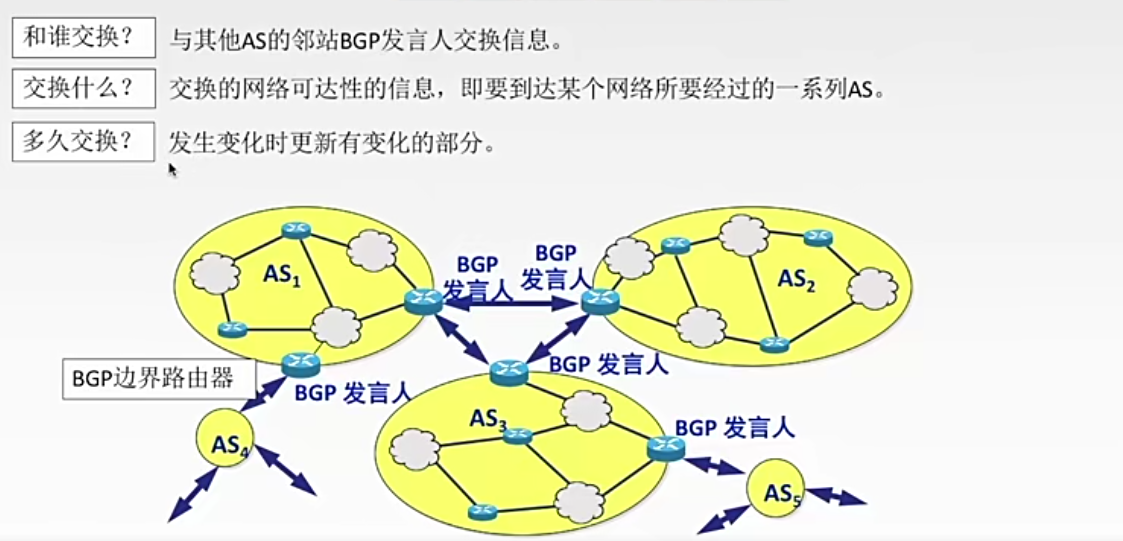 和谁交换？ 与其他AS的邻站BGP发言人交换信息。
交换什么？ 交换的网络可达性的信息，即要到达某个网络所要经过的一系列AS。
多久交换？ 发生变化时更新有变化的部分。
AS1
BGP
发言人
BGP
发言人
AS2
BGP 发言人
BGP边界路由器
BGP 发言人
AS3
BGP 发言人
AS4
AS5